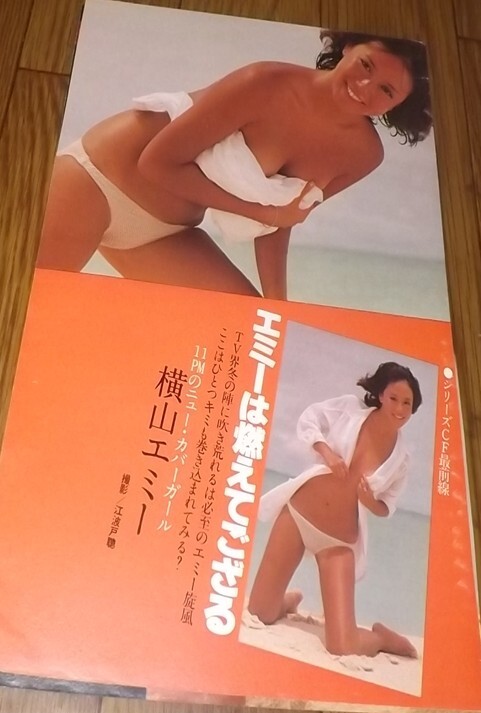 ●シリーズCF最前線
エミーは燃えてござる
TV界冬の陣に吹き荒れるは必至のエミー旋風
ここはひとつキミも巻き込まれてみる?
11PMのニュー・カバーガール
横山エミー
撮影/江波戸